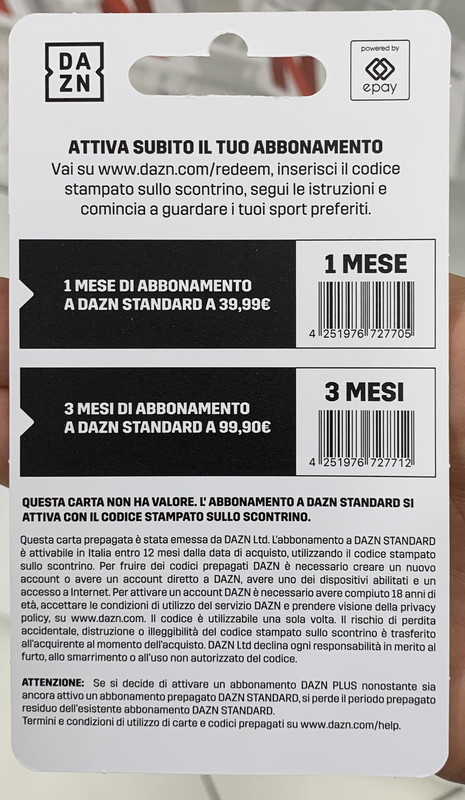 DA
ZN
powered by
epay
ATTIVA SUBITO IL TUO ABBONAMENTO
Vai su www.dazn.com/redeem, inserisci il codice
stampato sullo scontrino, segui le istruzioni e
comincia a guardare i tuoi sport preferiti.
1 MESE DI ABBONAMENTO
A DAZN STANDARD A 39,99€
1 MESE
4 251976 727705
3 MESI DI ABBONAMENTO
A DAZN STANDARD A 99,90€
3 MESI
4 251976 727712
QUESTA CARTA NON HA VALORE. L' ABBONAMENTO A DAZN STANDARD SI
ATTIVA CON IL CODICE STAMPATO SULLO SCONTRINO.
Questa carta prepagata è stata emessa da DAZN Ltd. L'abbonamento a DAZN STANDARD
è attivabile in Italia entro 12 mesi dalla data di acquisto, utilizzando il codice stampato
sullo scontrino. Per fruire dei codici prepagati DAZN è necessario creare un nuovo
account o avere un account diretto a DAZN, avere uno dei dispositivi abilitati e un
accesso a Internet. Per attivare un account DAZN è necessario avere compiuto 18 anni di
età, accettare le condizioni di utilizzo del servizio DAZN e prendere visione della privacy
policy, su www.dazn.com. Il codice è utilizzabile una sola volta. Il rischio di perdita
accidentale, distruzione o illeggibilità del codice stampato sullo scontrino è trasferito
all'acquirente al momento dell'acquisto. DAZN Ltd declina ogni responsabilità in merito al
furto, allo smarrimento o all'uso non autorizzato del codice.
ATTENZIONE: Se si decide di attivare un abbonamento DAZN PLUS nonostante sia
ancora attivo un abbonamento prepagato DAZN STANDARD, si perde il periodo prepagato
residuo dell'esistente abbonamento DAZN STANDARD.
Termini e condizioni di utilizzo di carte e codici prepagati su www.dazn.com/help.